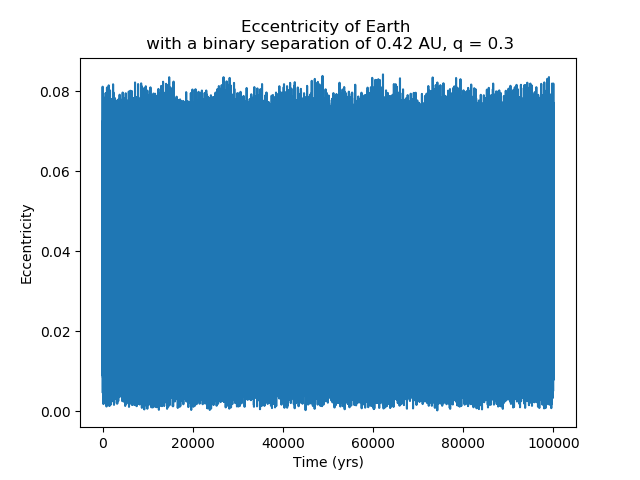 Eccentricity of Earth
with a binary separation of 0.42 AU, q = 0.3
0.08
0.06
0.04
0.02
0.00
Eccentricity
0 20000 40000 60000 80000 100000
Time (yrs)